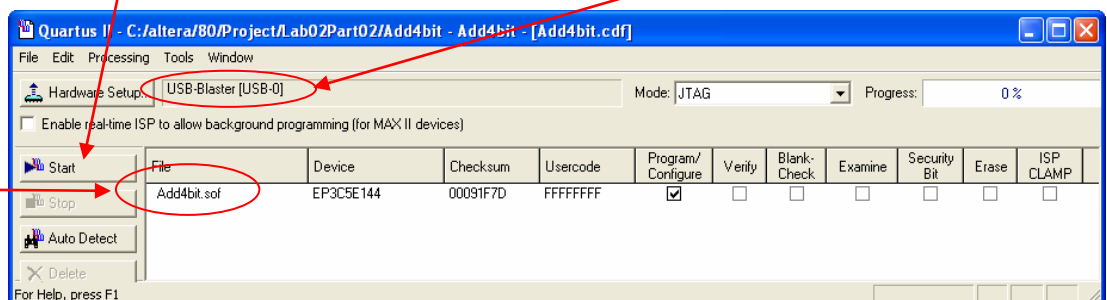 Quartus II - C:/altera/80/Project/Lab02Part02/Add4bit - Add4bit - [Add4bit.cdf]
File Edit Processing Tools Window
Hardware Setup... USB-Blaster [USB-0] Mode: JTAG Progress: 0 %
Enable real-time ISP to allow background programming (for MAX II devices)
Start
Stop
Auto Detect
Delete
File Device Checksum Usercode Program/ Configure Verify Blank- Check Examine Security Bit Erase ISP CLAMP
Add4bit.sof EP3C5E144 00091F7D FFFFFFFF
For Help, press F1